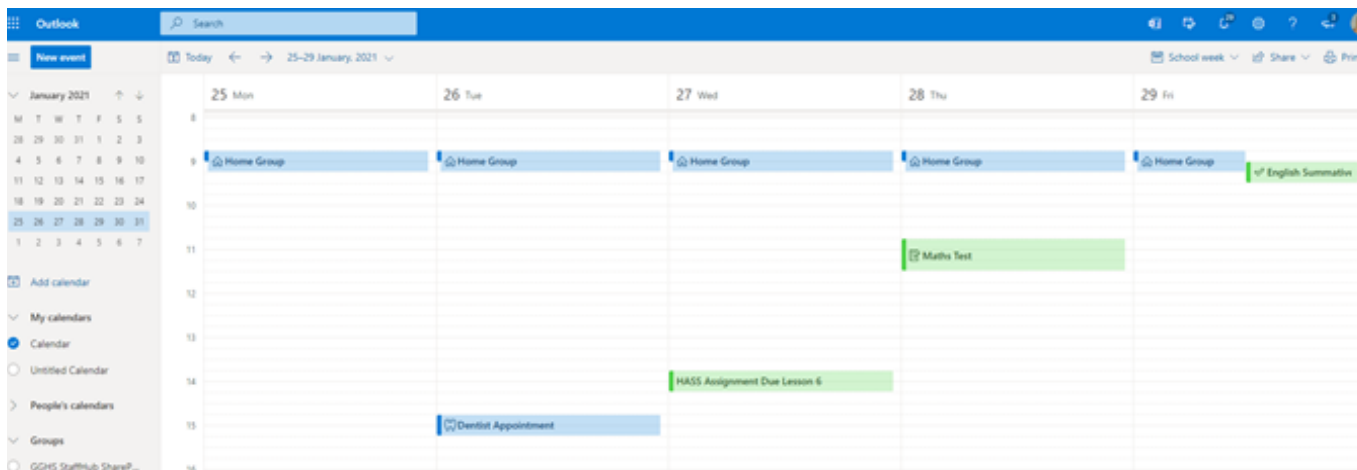 Outlook
Search
New event
Today
25–29 January, 2021
School week
Share
January 2021
M T W T F S S
28 29 30 31 1 2 3
4 5 6 7 8 9 10
11 12 13 14 15 16 17
18 19 20 21 22 23 24
25 26 27 28 29 30 31
1 2 3 4 5 6 7
Add calendar
My calendars
Calendar
Untitled Calendar
People's calendars
Groups
25 Mon
26 Tue
27 Wed
28 Thu
29 Fri
8
9
Home Group
Home Group
Home Group
Home Group
Home Group
English Summative
10
11
Maths Test
12
13
14
HASS Assignment Due Lesson 6
15
Dentist Appointment
16
GGHS StaffHub ShareP...